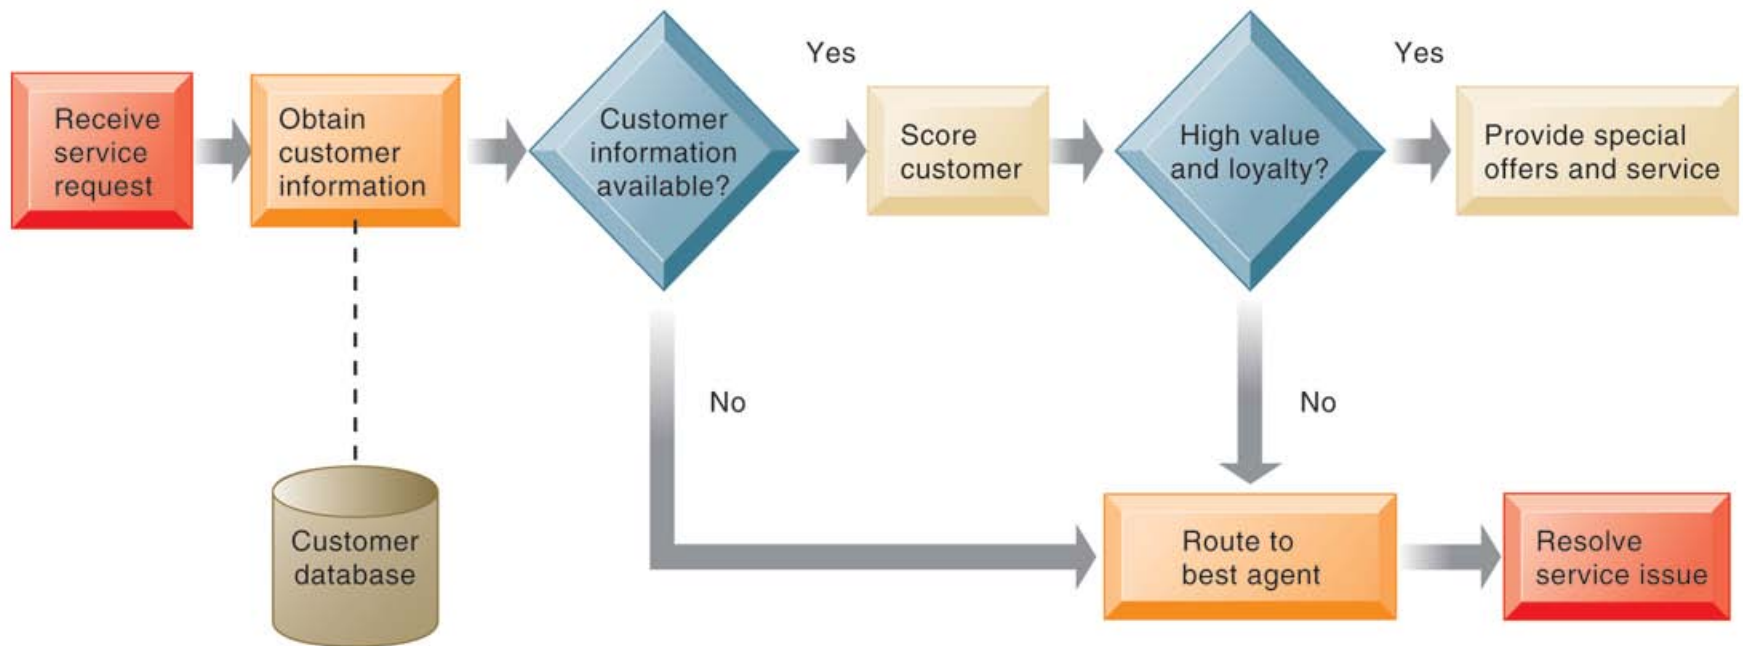 Receive
service
request
Obtain
customer
information
Customer
information
available?
Yes
Score
customer
High value
and loyalty?
Yes
Provide special
offers and service
No
No
Customer
database
Route to
best agent
Resolve
service issue